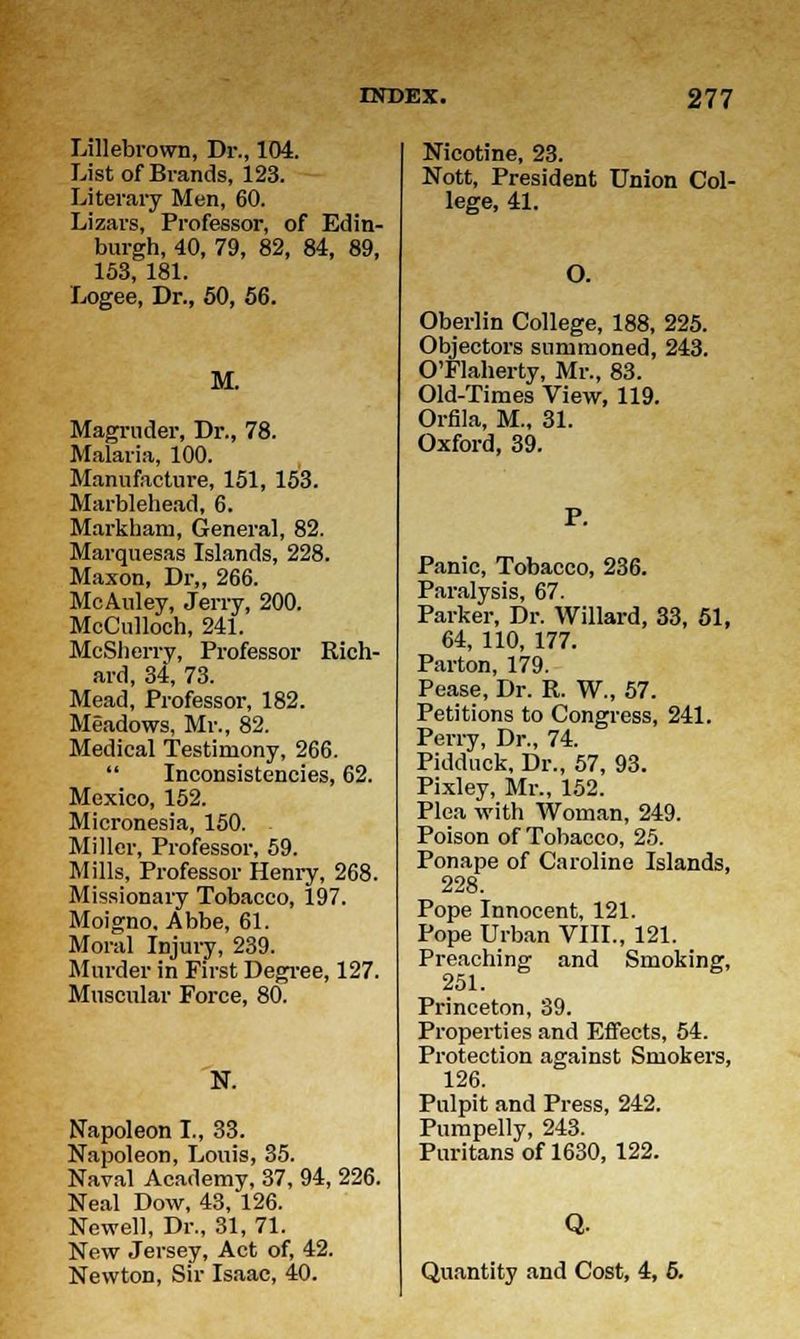 INDEX. 277
Lillebrown, Dr., 104.
List of Brands, 123.
Literary Men, 60.
Lizars, Professor, of Edin-
burgh, 40, 79, 82, 84, 89,
153, 181.
Logee, Dr., 50, 56.
M.
Magruder, Dr., 78.
Malaria, 100.
Manufacture, 151, 153.
Marblehead, 6.
Markham, General, 82.
Marquesas Islands, 228.
Maxon, Dr,, 266.
McAuley, Jerry, 200.
McCulloch, 241.
McSherry, Professor Rich-
ard, 34, 73.
Mead, Professor, 182.
Meadows, Mr., 82.
Medical Testimony, 266.
“ Inconsistencies, 62.
Mexico, 152.
Micronesia, 150.
Miller, Professor, 59.
Mills, Professor Henry, 268.
Missionary Tobacco, 197.
Moigno, Abbe, 61.
Moral Injury, 239.
Murder in First Degree, 127.
Muscular Force, 80.
N.
Napoleon I., 33.
Napoleon, Louis, 35.
Naval Academy, 37, 94, 226.
Neal Dow, 43, 126.
Newell, Dr., 31, 71.
New Jersey, Act of, 42.
Newton, Sir Isaac, 40.
Nicotine, 23.
Nott, President Union Col-
lege, 41.
O.
Oberlin College, 188, 225.
Objectors summoned, 243.
O’Flaherty, Mr., 83.
Old-Times View, 119.
Orfila, M., 31.
Oxford, 39.
P.
Panic, Tobacco, 236.
Paralysis, 67.
Parker, Dr. Willard, 33, 51,
64, 110, 177.
Parton, 179.
Pease, Dr. R. W., 57.
Petitions to Congress, 241.
Perry, Dr., 74.
Pidduck, Dr., 57, 93.
Pixley, Mr., 152.
Plea with Woman, 249.
Poison of Tobacco, 25.
Ponape of Caroline Islands,
228.
Pope Innocent, 121.
Pope Urban VIII., 121.
Preaching and Smoking,
251.
Princeton, 39.
Properties and Effects, 54.
Protection against Smokers,
126.
Pulpit and Press, 242.
Pumpelly, 243.
Puritans of 1630, 122.
Q.
Quantity and Cost, 4, 5.